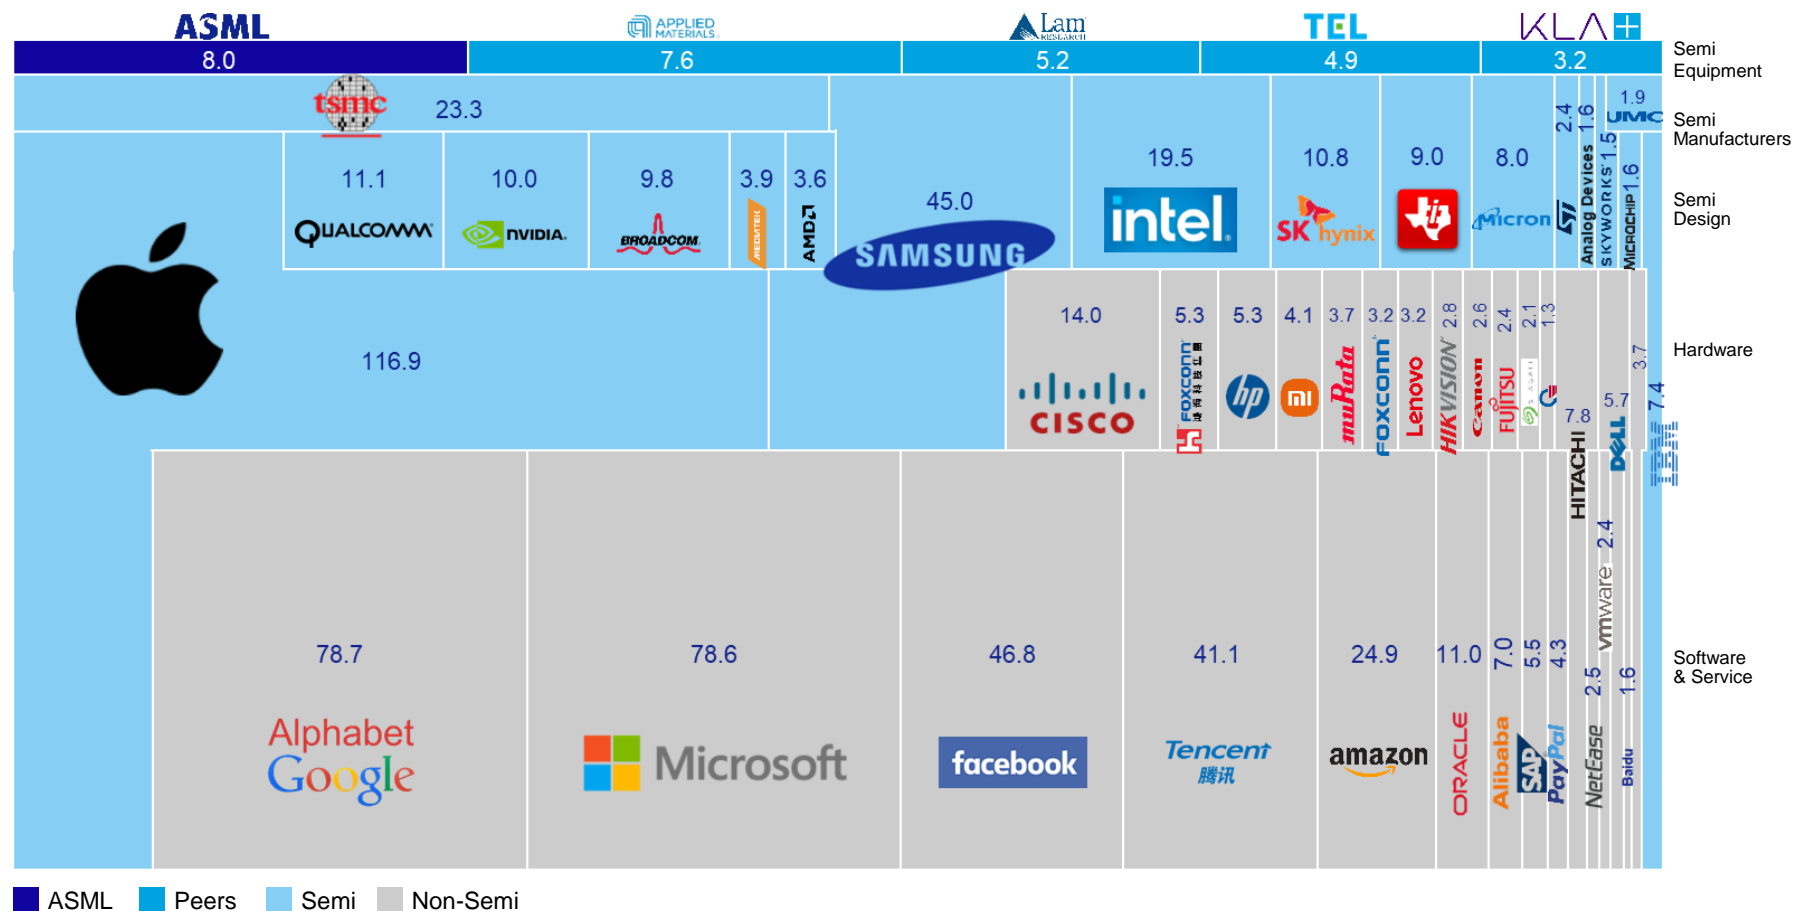 ASML
APPLIED
MATERIALS
Lam
RESEARCH
TEL
KLA
8.0
7.6
5.2
4.9
3.2
Semi
Equipment
tsmc
23.3
2.4
1.6
1.5
1.9
UMC
Semi
Manufacturers
11.1
10.0
9.8
3.9
3.6
45.0
19.5
10.8
9.0
8.0
1.6
Semi
Design
QUALCOMM
NVIDIA
BROADCOM
MEDIATEK
AMD
SAMSUNG
intel
SK hynix
Micron
ST
Analog Devices
SKYWORKS
MICROCHIP
116.9
14.0
5.3
5.3
4.1
3.7
3.2
3.2
2.8
2.6
2.4
2.1
1.3
7.8
5.7
3.7
7.4
Hardware
CISCO
FOXCONN
hp
mi
muRata
FOXCONN
Lenovo
HIKVISION
Canon
FUJITSU
HITACHI
DELL
IBM
78.7
78.6
46.8
41.1
24.9
11.0
7.0
5.5
4.3
2.5
2.4
1.6
Software
& Service
Alphabet
Google
Microsoft
facebook
Tencent
腾讯
amazon
ORACLE
Alibaba
SAP
PayPal
NetEase
vmware
Baidu
ASML
Peers
Semi
Non-Semi